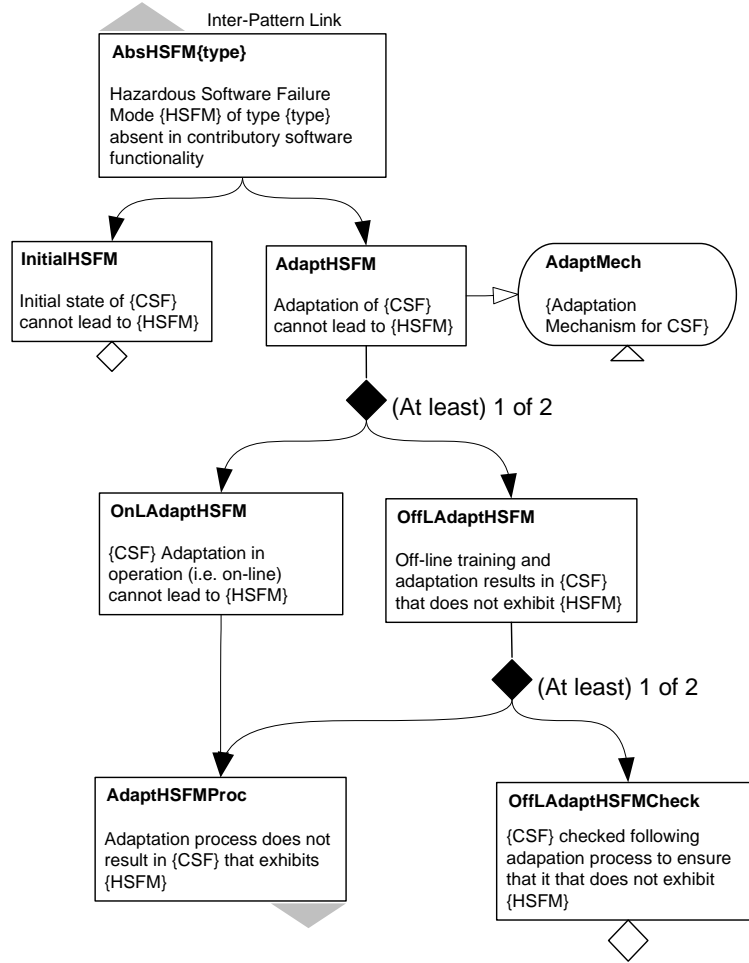 Inter-Pattern Link
AbsHSFM{type}
Hazardous Software Failure
Mode {HSFM} of type {type}
absent in contributory software
functionality
InitialHSFM
Initial state of {CSF}
cannot lead to {HSFM}
AdaptHSFM
Adaptation of {CSF}
cannot lead to {HSFM}
AdaptMech
{Adaptation
Mechanism for CSF}
(At least) 1 of 2
OnLAdaptHSFM
{CSF} Adaptation in
operation (i.e. on-line)
cannot lead to {HSFM}
OffLAdaptHSFM
Off-line training and
adaptation results in {CSF}
that does not exhibit {HSFM}
(At least) 1 of 2
AdaptHSFMProc
Adaptation process does not
result in {CSF} that exhibits
{HSFM}
OffLAdaptHSFMCheck
{CSF} checked following
adapation process to ensure
that it that does not exhibit
{HSFM}